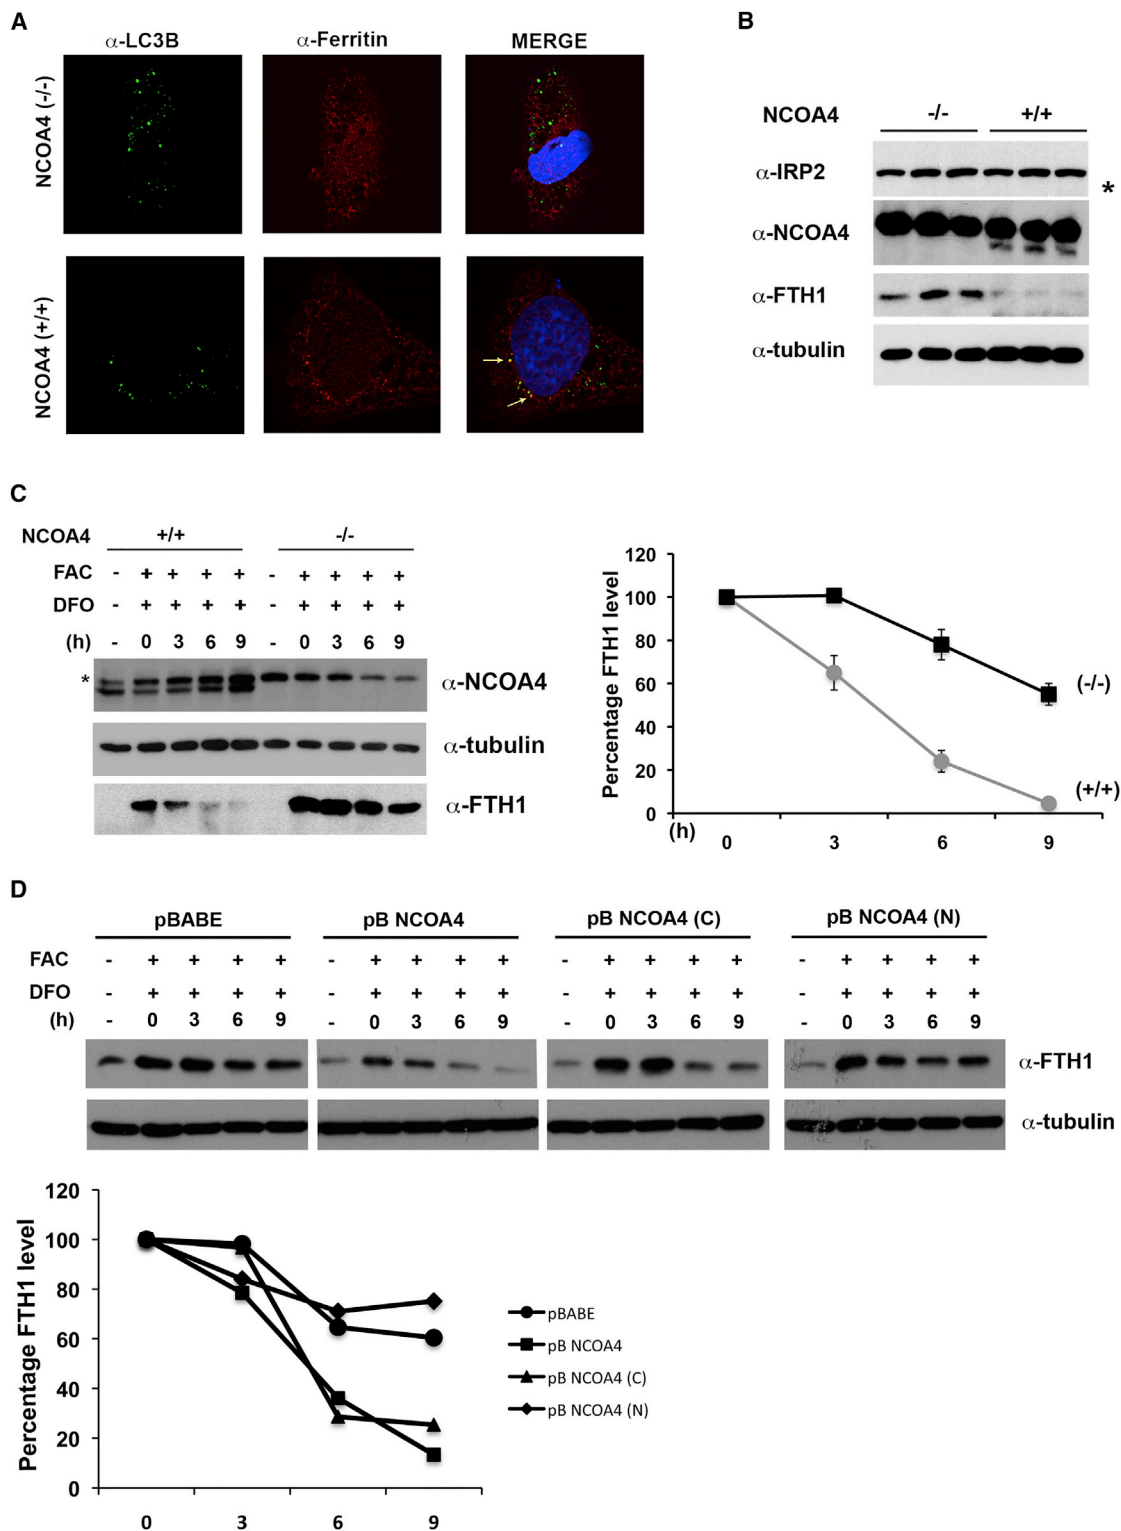 A
α-LC3B α-Ferritin MERGE
NCOA4 (-/-)
NCOA4 (+/+)
B
NCOA4 -/- +/+
α-IRP2
*
α-NCOA4
α-FTH1
α-tubulin
C
NCOA4 +/+ -/-
FAC - + + + + - + + + +
DFO - + + + + - + + + +
(h) - 0 3 6 9 - 0 3 6 9
* α-NCOA4
α-tubulin
α-FTH1
Percentage FTH1 level
120
100
80
60
40
20
0
(-/-)
(+/+)
(h) 0 3 6 9
D
pBABE pB NCOA4 pB NCOA4 (C) pB NCOA4 (N)
FAC - + + + + - + + + + - + + + + - + + + +
DFO - + + + + - + + + + - + + + + - + + + +
(h) - 0 3 6 9 - 0 3 6 9 - 0 3 6 9 - 0 3 6 9
α-FTH1
α-tubulin
Percentage FTH1 level
120
100
80
60
40
20
0
0 3 6 9
pBABE
pB NCOA4
pB NCOA4 (C)
pB NCOA4 (N)